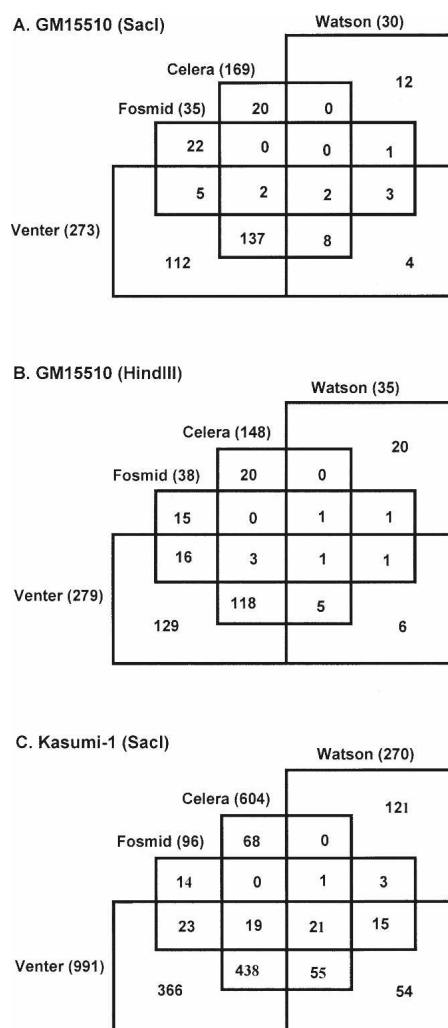 A. GM15510 (SacI)
Watson (30)
Celera (169)
12
Fosmid (35)
20 0
22 0 0 1
5 2 2 3
Venter (273)
137 8
112 4
B. GM15510 (HindIII)
Watson (35)
Celera (148)
20
Fosmid (38)
20 0
15 0 1 1
16 3 1 1
Venter (279)
118 5
129 6
C. Kasumi-1 (SacI)
Watson (270)
Celera (604)
121
Fosmid (96)
68 0
14 0 1 3
23 19 21 15
Venter (991)
438 55
366 54